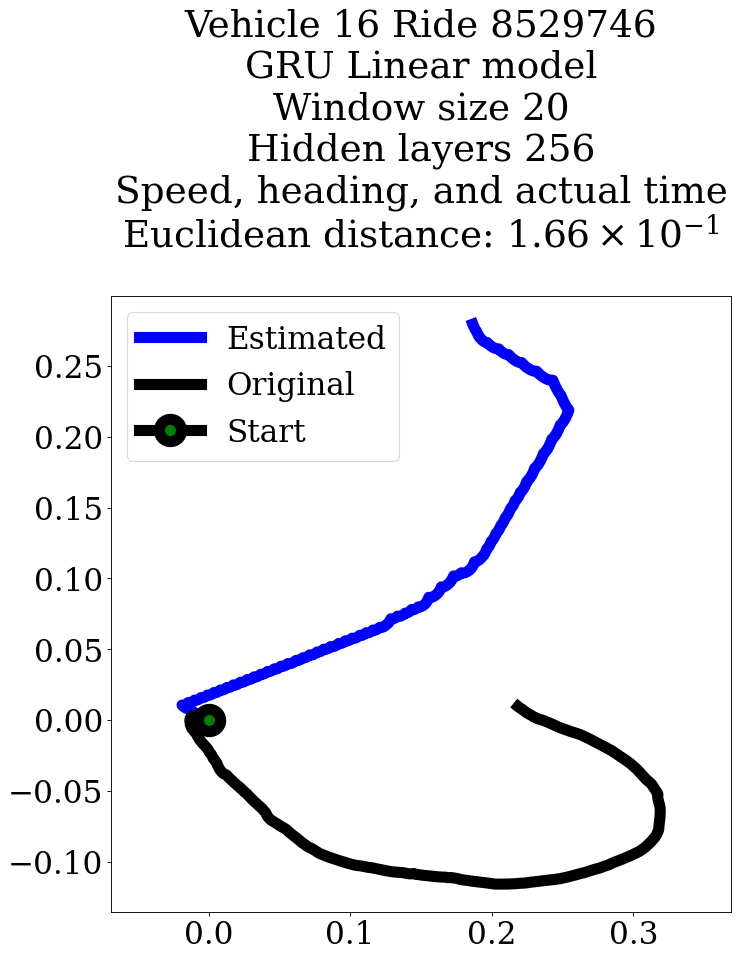 Vehicle 16 Ride 8529746
GRU Linear model
Window size 20
Hidden layers 256
Speed, heading, and actual time
Euclidean distance: 1.66 × 10⁻¹
Estimated
Original
Start
0.25
0.20
0.15
0.10
0.05
0.00
−0.05
−0.10
0.0 0.1 0.2 0.3